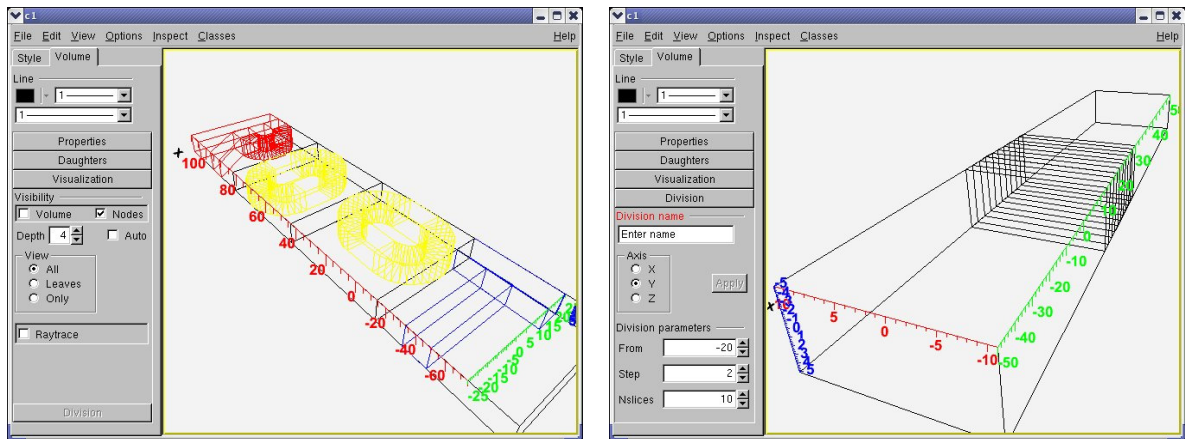 c1
File Edit View Options Inspect Classes Help
Style Volume
Line
1
1
Properties
Daughters
Visualization
Visibility
Volume Nodes
Depth 4 Auto
View
All
Leaves
Only
Raytrace
Division
100
80
60
40
20
0
-20
-40
-60
-25
5
10
15
c1
File Edit View Options Inspect Classes Help
Style Volume
Line
1
1
Properties
Daughters
Visualization
Division
Division name
Enter name
Axis
X
Y
Z
Apply
Division parameters
From -20
Step 2
Nslices 10
40
30
20
10
0
-10
-20
-30
-40
-50
5
0
-5
-10